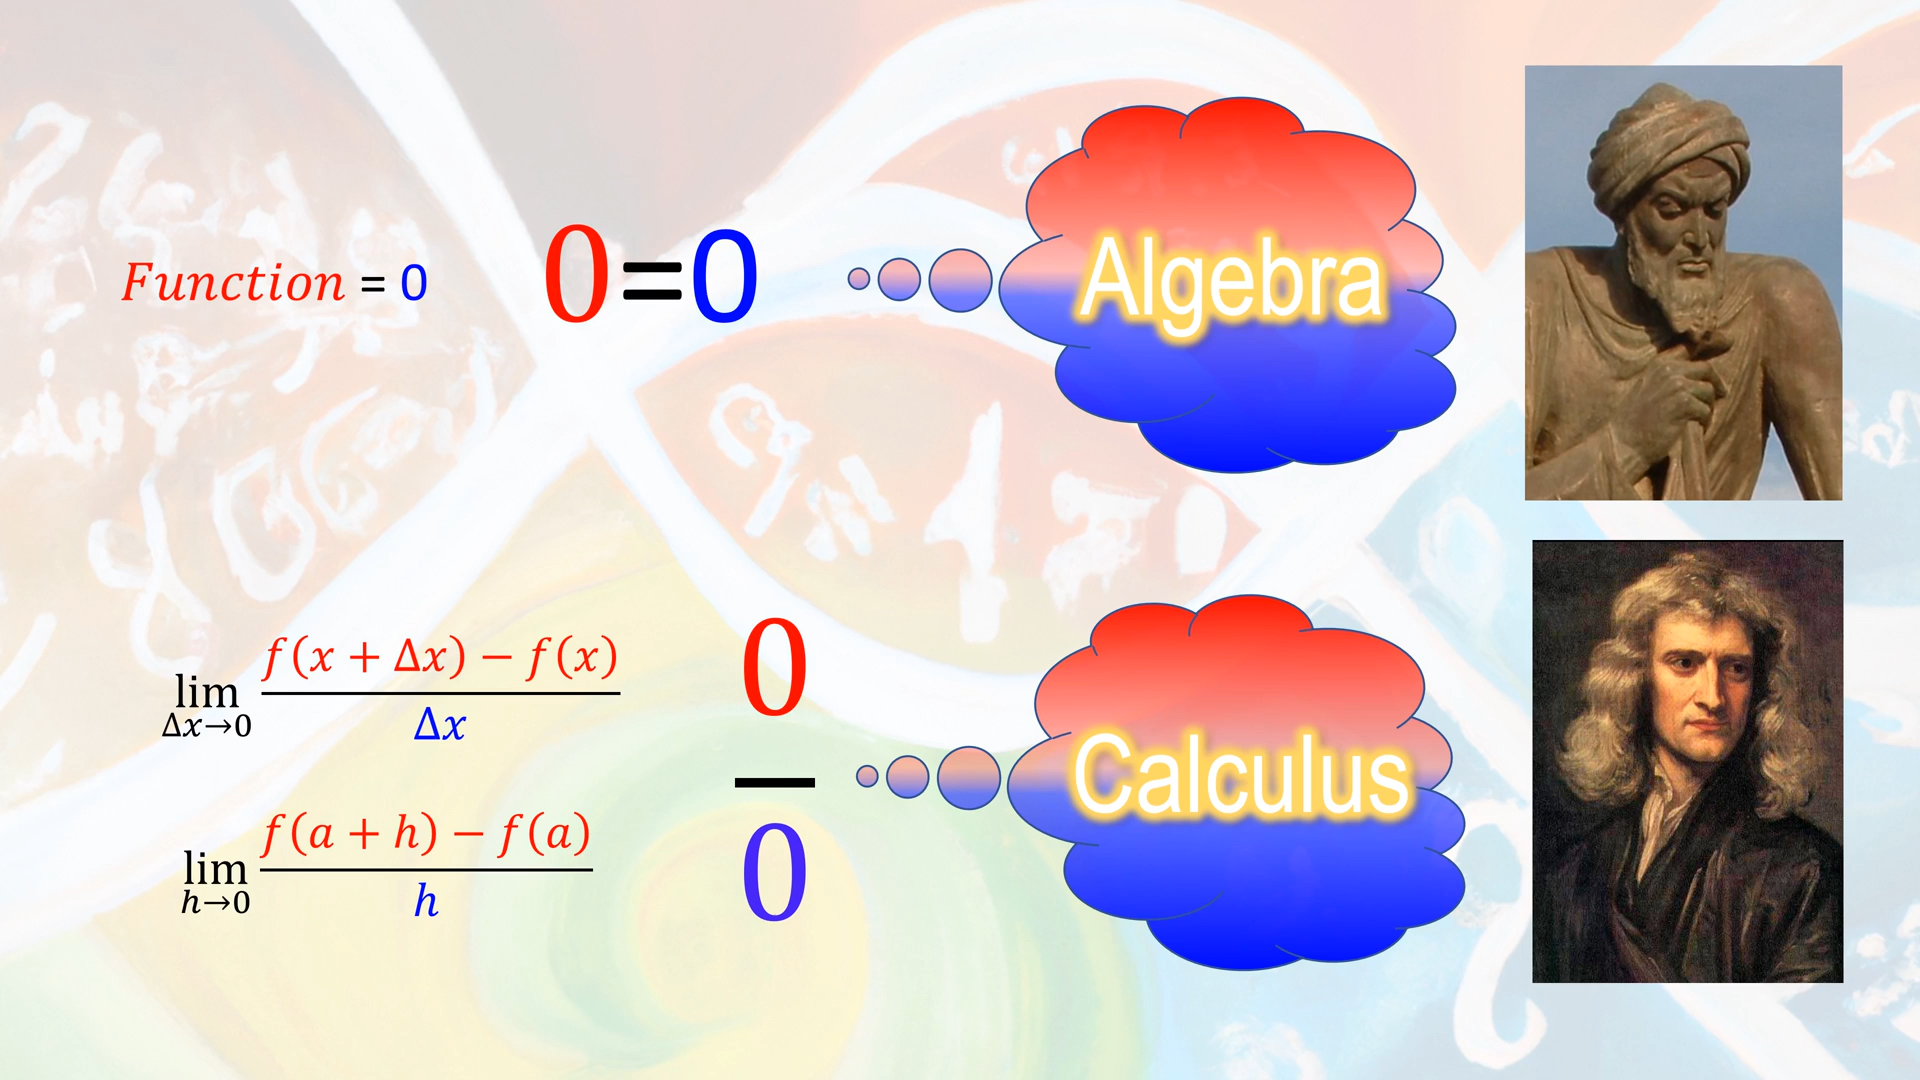 Function = 0
0=0
Algebra
lim Δx→0 f(x + Δx) − f(x) / Δx
0
—
0
Calculus
lim h→0 f(a + h) − f(a) / h